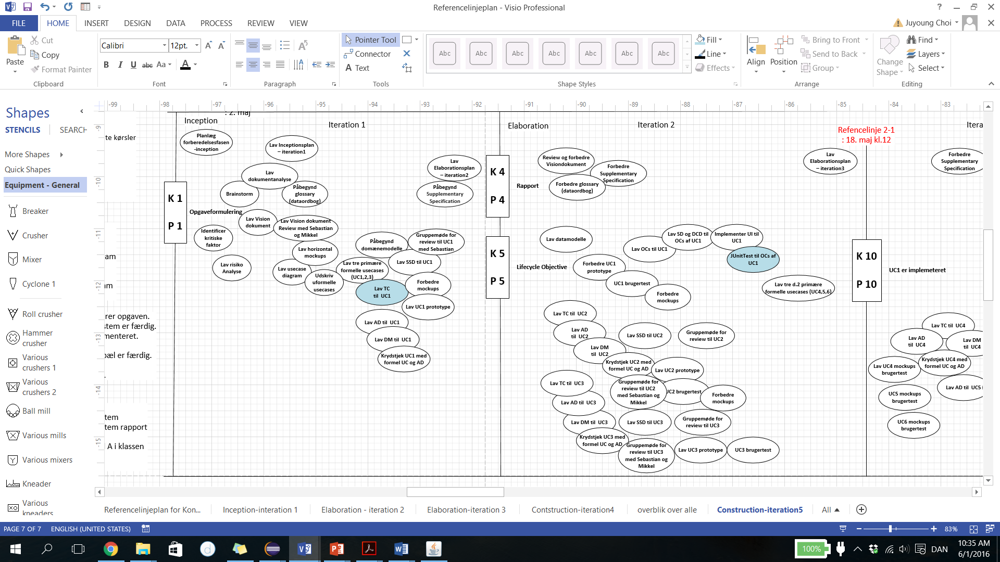 Referencelinjeplan - Visio Professional
FILE HOME INSERT DESIGN DATA PROCESS REVIEW VIEW
Juyoung Choi
Paste
Cut
Copy
Format Painter
Clipboard
Calibri 12pt.
B I U abc Aa A
Font
Paragraph
Pointer Tool
Connector
Text
Tools
Abc Abc Abc Abc Abc Abc Abc
Shape Styles
Fill
Line
Effects
Align Position
Bring to Front
Send to Back
Group
Arrange
Change
Shape
Find
Layers
Select
Editing
Shapes
STENCILS SEARCH
More Shapes
Quick Shapes
Equipment - General
Breaker
Crusher
Mixer
Cyclone 1
Roll crusher
Hammer
crusher
Various
crushers 1
Various
crushers 2
Ball mill
Various mills
Various mixers
Kneader
Various
kneaders
-99 -98 -97 -96 -95 -94 -93 -92 -91 -90 -89 -88 -87 -86 -85 -84 -83
-9
-10
-11
-12
-13
-14
-15
te kørsler
am
am
rer opgaven.
stem er færdig.
menteret.
pæl er færdig.
.
tem
tem rapport
A i klassen
: 2. maj
Inception
Iteration 1
Planlæg
forberedelsesfasen
-inception
Lav Inceptionsplan
– iteration1
Lav
dokumentanalyse
Brainstorm
Påbegynd
glossary
(dataordbog)
Lav
Elaborationsplan
– iteration2
Påbegynd
Supplementary
Specification
K 1
P 1
Opgaveformulering
Lav Vision
dokument
Lav Vision dokument
Review med Sebastian
og Mikkel
Identificer
kritiske
faktor
Lav horizontal
mockups
Lav risiko
Analyse
Lav usecase
diagram
Udskriv
uformelle
usecases
Lav tre primære
formelle usecases
(UC1,2,3)
Påbegynd
domænemodelle
Gruppemøde for
review til UC1
med Sebastian
Lav SSD til UC1
Lav TC
til UC1
Forbedre
mockups
Lav UC1 prototype
Lav AD til UC1
Lav DM til UC1
Krydstjek UC1 med
formel UC og AD
Elaboration
Iteration 2
K 4
P 4
Rapport
K 5
P 5
Lifecycle Objective
Review og forbedre
Visiondokument
Forbedre
Supplementary
Specification
Forbedre glossary
(dataordbog)
Lav datamodelle
Forbedre UC1
prototype
Lav OCs til UC1
Lav SD og DCD til
OCs af UC1
Implementer UI til
UC1
JUnitTest til OCs af
UC1
UC1 brugertest
Forbedre
mockups
Lav tre d.2 primære
formelle usecases (UC4,5,6)
Lav TC til UC2
Lav AD
til UC2
Lav DM
til UC2
Lav SSD til UC2
Gruppemøde for
review til UC2
Krydstjek UC2 med
formel UC og AD
Lav UC2 prototype
Lav TC til UC3
Gruppemøde for
review til UC2
med Sebastian og
Mikkel
UC2 brugertest
Forbedre
mockups
Lav AD til UC3
Lav DM til UC3
Lav SSD til UC3
Gruppemøde for
review til UC3
Krydstjek UC3 med
formel UC og AD
Gruppemøde for
review til UC3
med Sebastian og
Mikkel
Lav UC3 prototype
UC3 brugertest
Lav
Elaborationsplan
– iteration3
Refencelinje 2-1
: 18. maj kl.12
K 10
P 10
UC1 er implemeteret
Itera
Forbedre
Supplementary
Specification
Lav TC til UC4
Lav AD
til UC4
Lav DM
til UC4
Lav UC4 mockups
brugertest
Krydstjek UC4 med
formel UC og AD
Lav AD til UC5
UC5 mockups
brugertest
UC6 mockups
brugertest
Referencelinjeplan for Kon... Inception-interation 1 Elaboration - iteration 2 Elaboration-iteration 3 Contstruction-iteration4 overblik over alle Construction-iteration5 All
PAGE 7 OF 7 ENGLISH (UNITED STATES) 83%
100% DAN 10:35 AM
6/1/2016